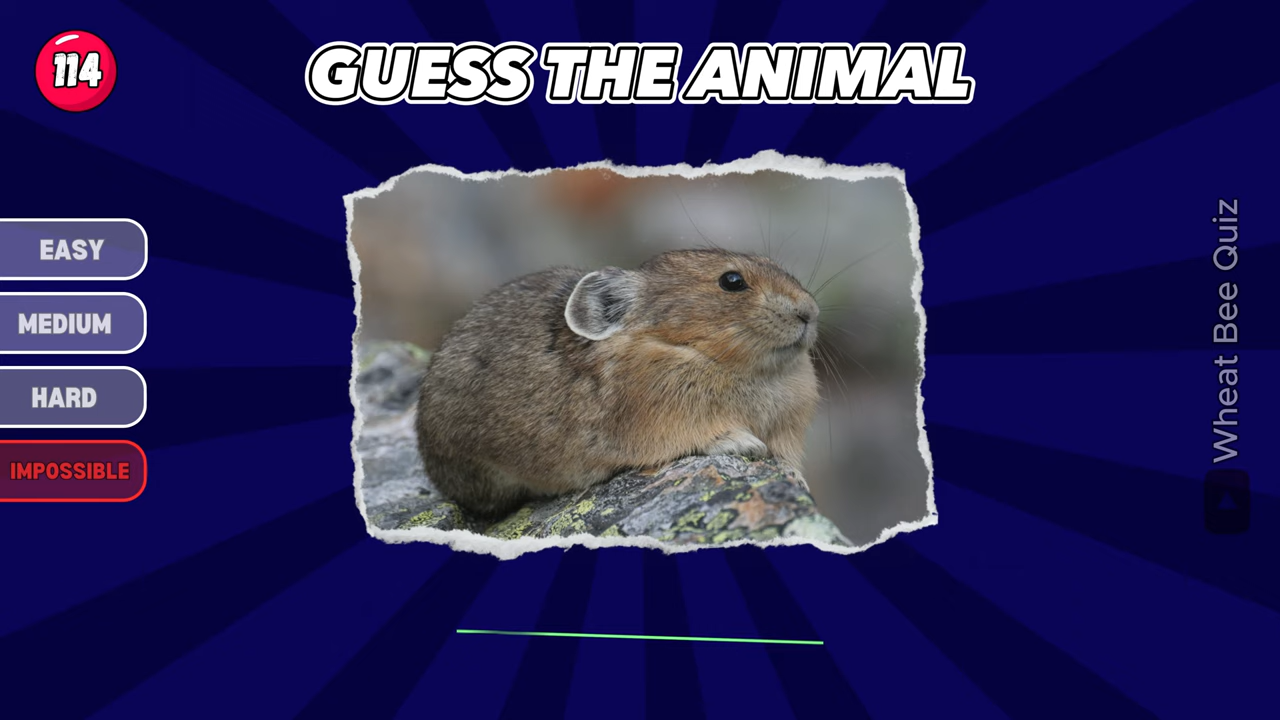 114
GUESS THE ANIMAL
EASY
MEDIUM
HARD
IMPOSSIBLE
Wheat Bee Quiz